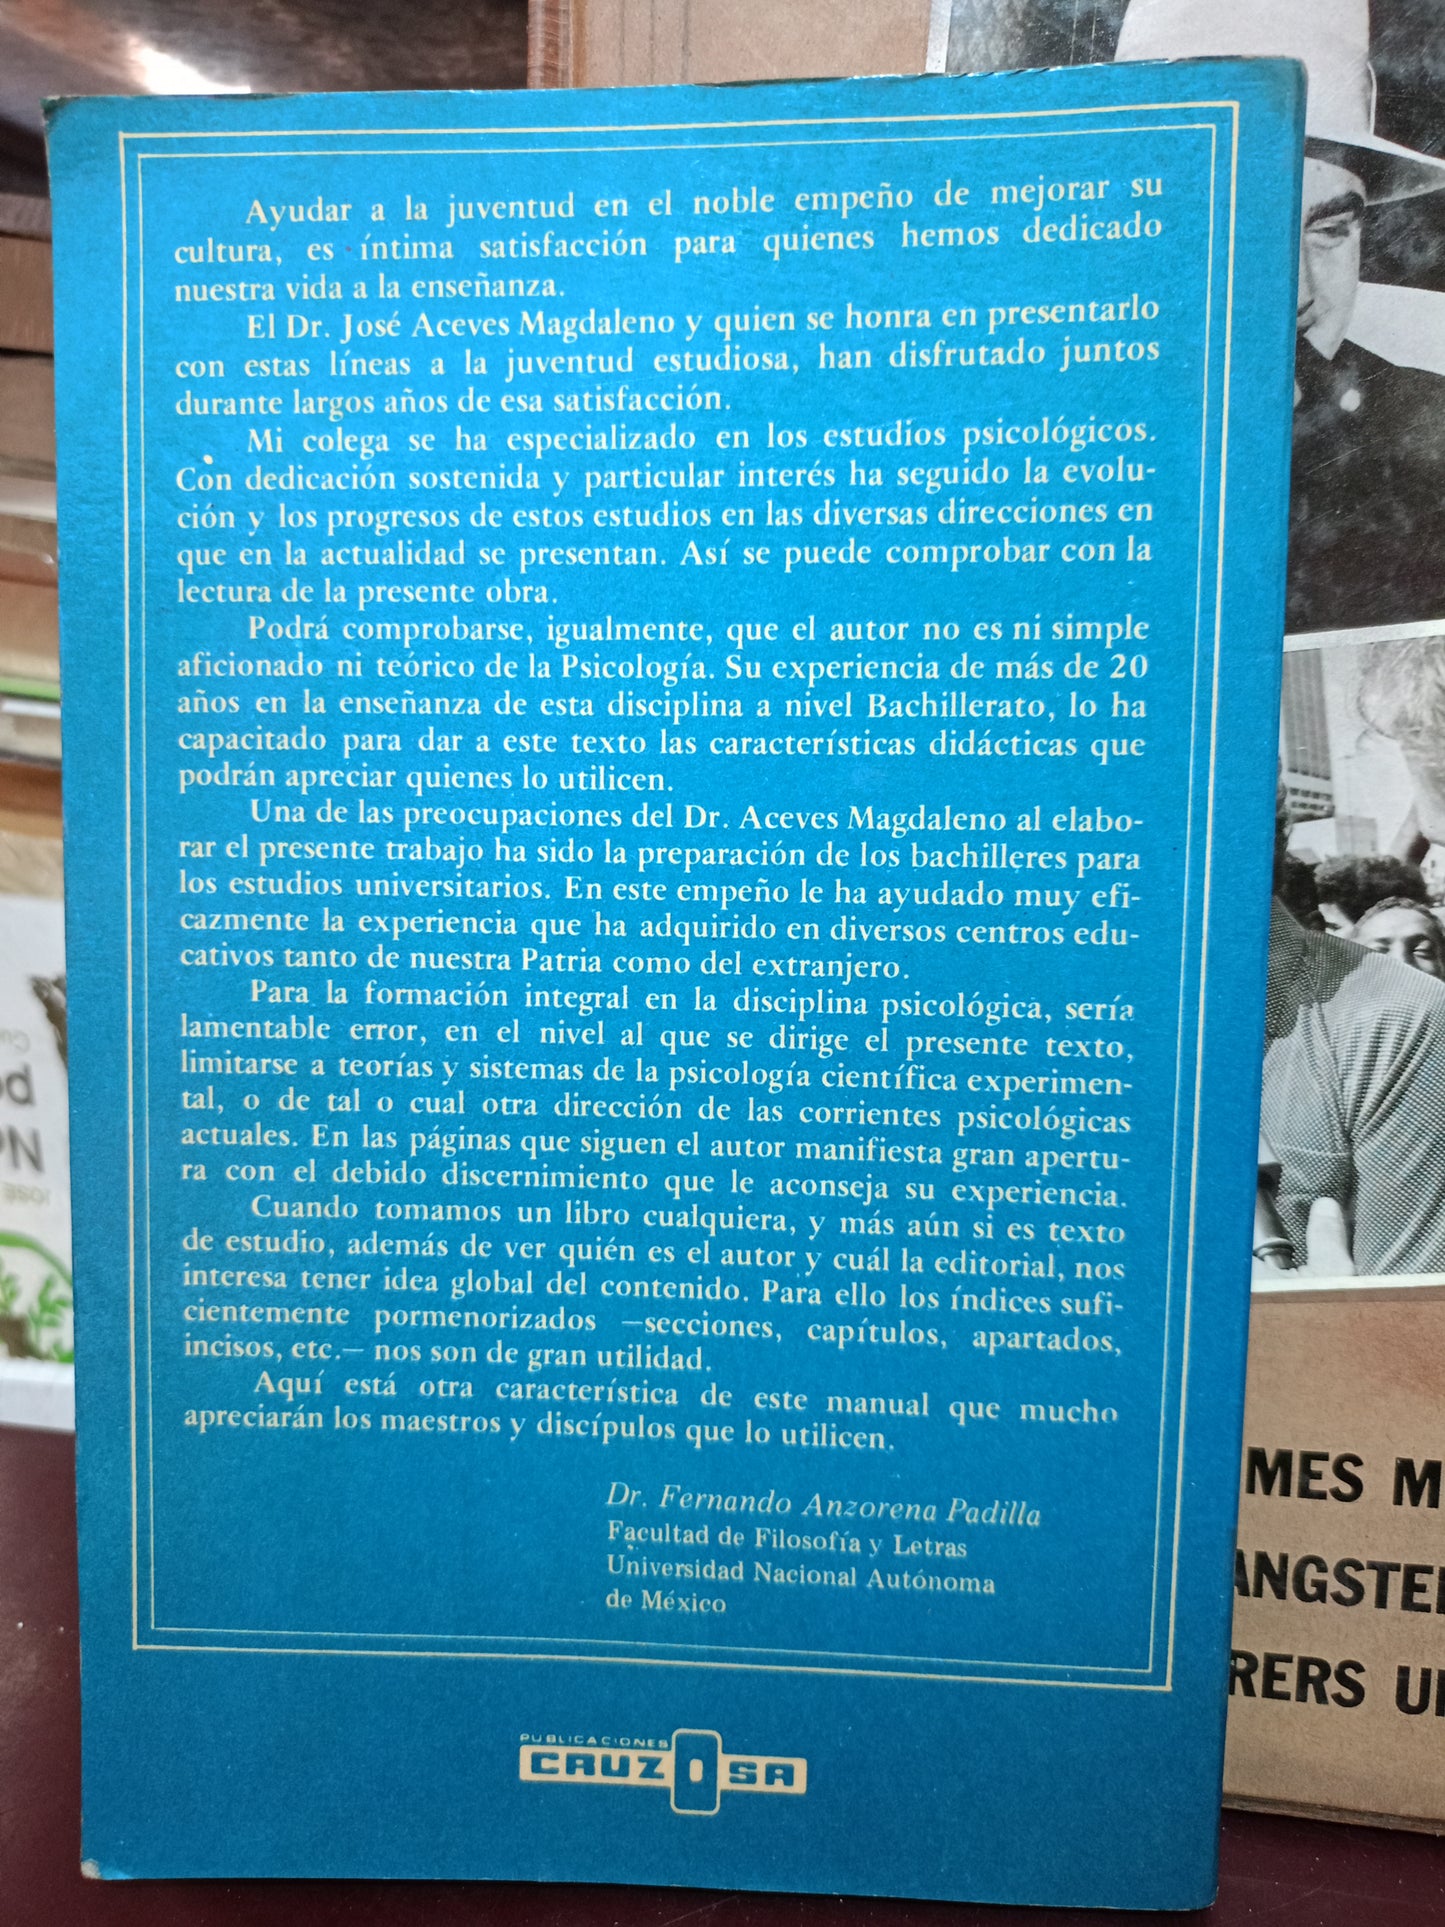 Ayudar a la juventud en el noble empeño de mejorar su
cultura, es íntima satisfacción para quienes hemos dedicado
nuestra vida a la enseñanza.
El Dr. José Aceves Magdaleno y quien se honra en presentarlo
con estas líneas a la juventud estudiosa, han disfrutado juntos
durante largos años de esa satisfacción.
Mi colega se ha especializado en los estudios psicológicos.
Con dedicación sostenida y particular interés ha seguido la evolu-
ción y los progresos de estos estudios en las diversas direcciones en
que en la actualidad se presentan. Así se puede comprobar con la
lectura de la presente obra.
Podrá comprobarse, igualmente, que el autor no es ni simple
aficionado ni teórico de la Psicología. Su experiencia de más de 20
años en la enseñanza de esta disciplina a nivel Bachillerato, lo ha
capacitado para dar a este texto las características didácticas que
podrán apreciar quienes lo utilicen.
Una de las preocupaciones del Dr. Aceves Magdaleno al elabo-
rar el presente trabajo ha sido la preparación de los bachilleres para
los estudios universitarios. En este empeño le ha ayudado muy efi-
cazmente la experiencia que ha adquirido en diversos centros edu-
cativos tanto de nuestra Patria como del extranjero.
Para la formación integral en la disciplina psicológica, sería
lamentable error, en el nivel al que se dirige el presente texto,
limitarse a teorías y sistemas de la psicología científica experimen-
tal, o de tal o cual otra dirección de las corrientes psicológicas
actuales. En las páginas que siguen el autor manifiesta gran apertu-
ra con el debido discernimiento que le aconseja su experiencia.
Cuando tomamos un libro cualquiera, y más aún si es texto
de estudio, además de ver quién es el autor y cuál la editorial, nos
interesa tener idea global del contenido. Para ello los índices sufi-
cientemente pormenorizados —secciones, capítulos, apartados,
incisos, etc.— nos son de gran utilidad.
Aquí está otra característica de este manual que mucho
apreciarán los maestros y discípulos que lo utilicen.
Dr. Fernando Anzorena Padilla
Facultad de Filosofía y Letras
Universidad Nacional Autónoma
de México
PUBLICACIONES
CRUZ O SA
MES M
ANGSTE
RERS U